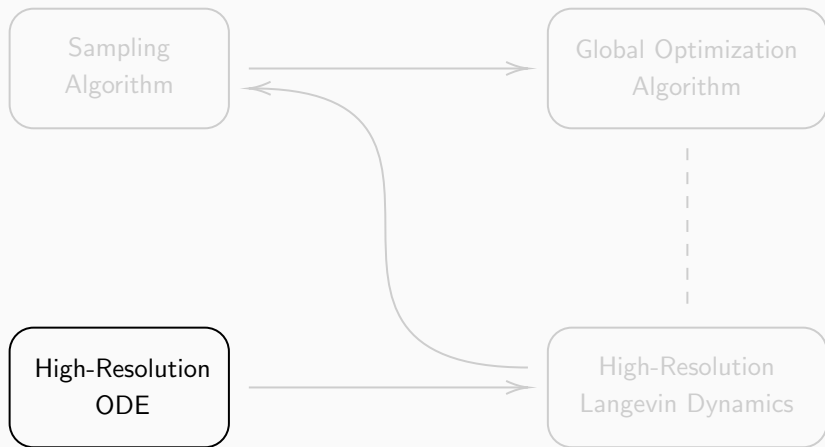 Sampling
Algorithm
Global Optimization
Algorithm
High-Resolution
ODE
High-Resolution
Langevin Dynamics